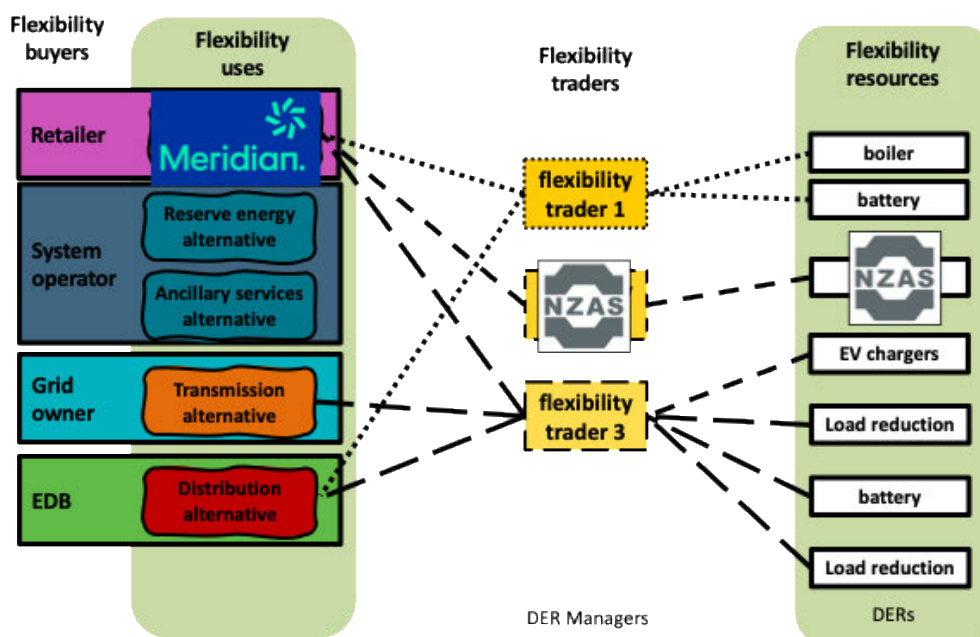 Flexibility
buyers
Flexibility
uses
Flexibility
traders
Flexibility
resources
Retailer
Meridian.
System
operator
Reserve energy
alternative
Ancillary services
alternative
Grid
owner
Transmission
alternative
EDB
Distribution
alternative
flexibility
trader 1
NZAS
flexibility
trader 3
boiler
battery
NZAS
EV chargers
Load reduction
battery
Load reduction
DER Managers
DERs